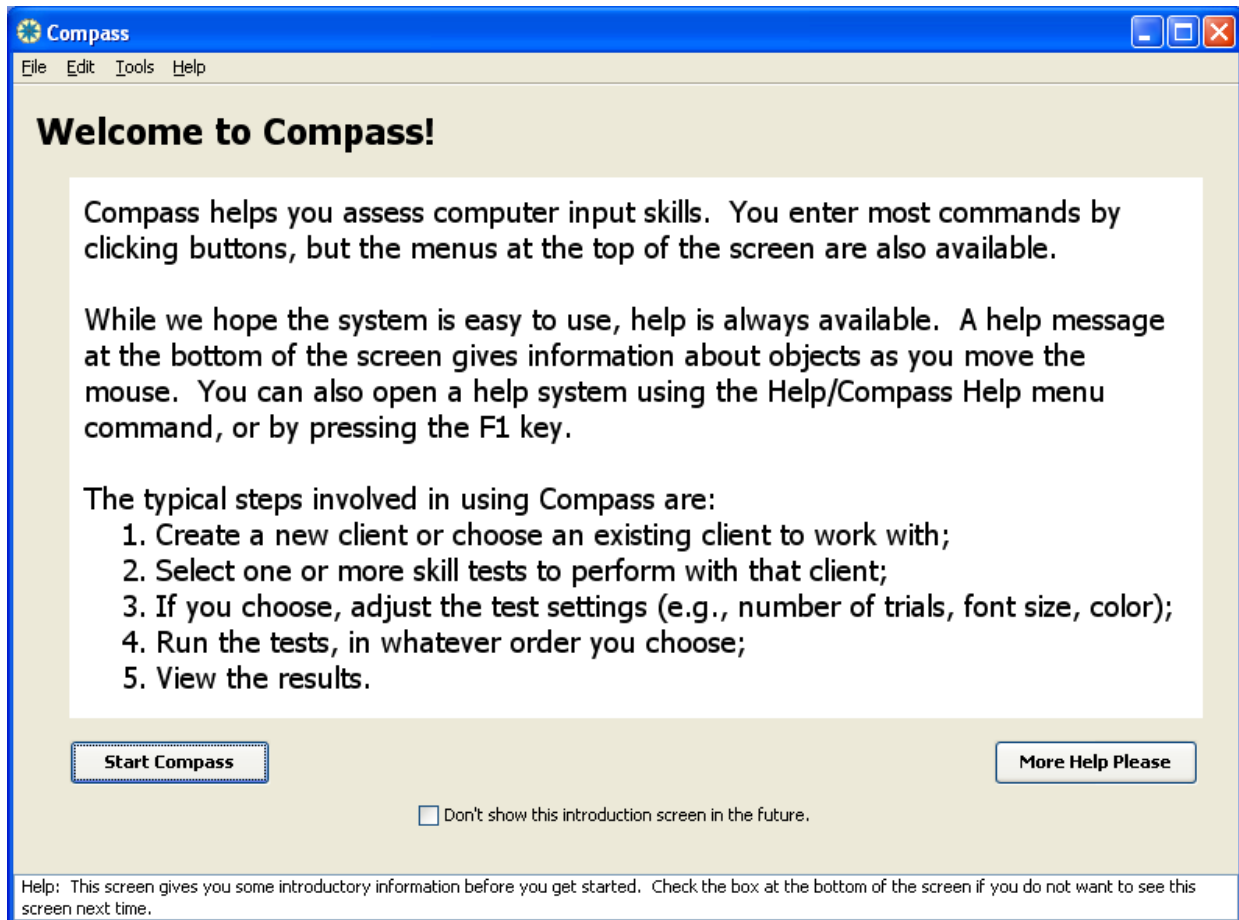 Compass
File Edit Tools Help
Welcome to Compass!
Compass helps you assess computer input skills.  You enter most commands by
clicking buttons, but the menus at the top of the screen are also available.
While we hope the system is easy to use, help is always available.  A help message
at the bottom of the screen gives information about objects as you move the
mouse.  You can also open a help system using the Help/Compass Help menu
command, or by pressing the F1 key.
The typical steps involved in using Compass are:
1. Create a new client or choose an existing client to work with;
2. Select one or more skill tests to perform with that client;
3. If you choose, adjust the test settings (e.g., number of trials, font size, color);
4. Run the tests, in whatever order you choose;
5. View the results.
Start Compass More Help Please
Don't show this introduction screen in the future.
Help:  This screen gives you some introductory information before you get started.  Check the box at the bottom of the screen if you do not want to see this
screen next time.